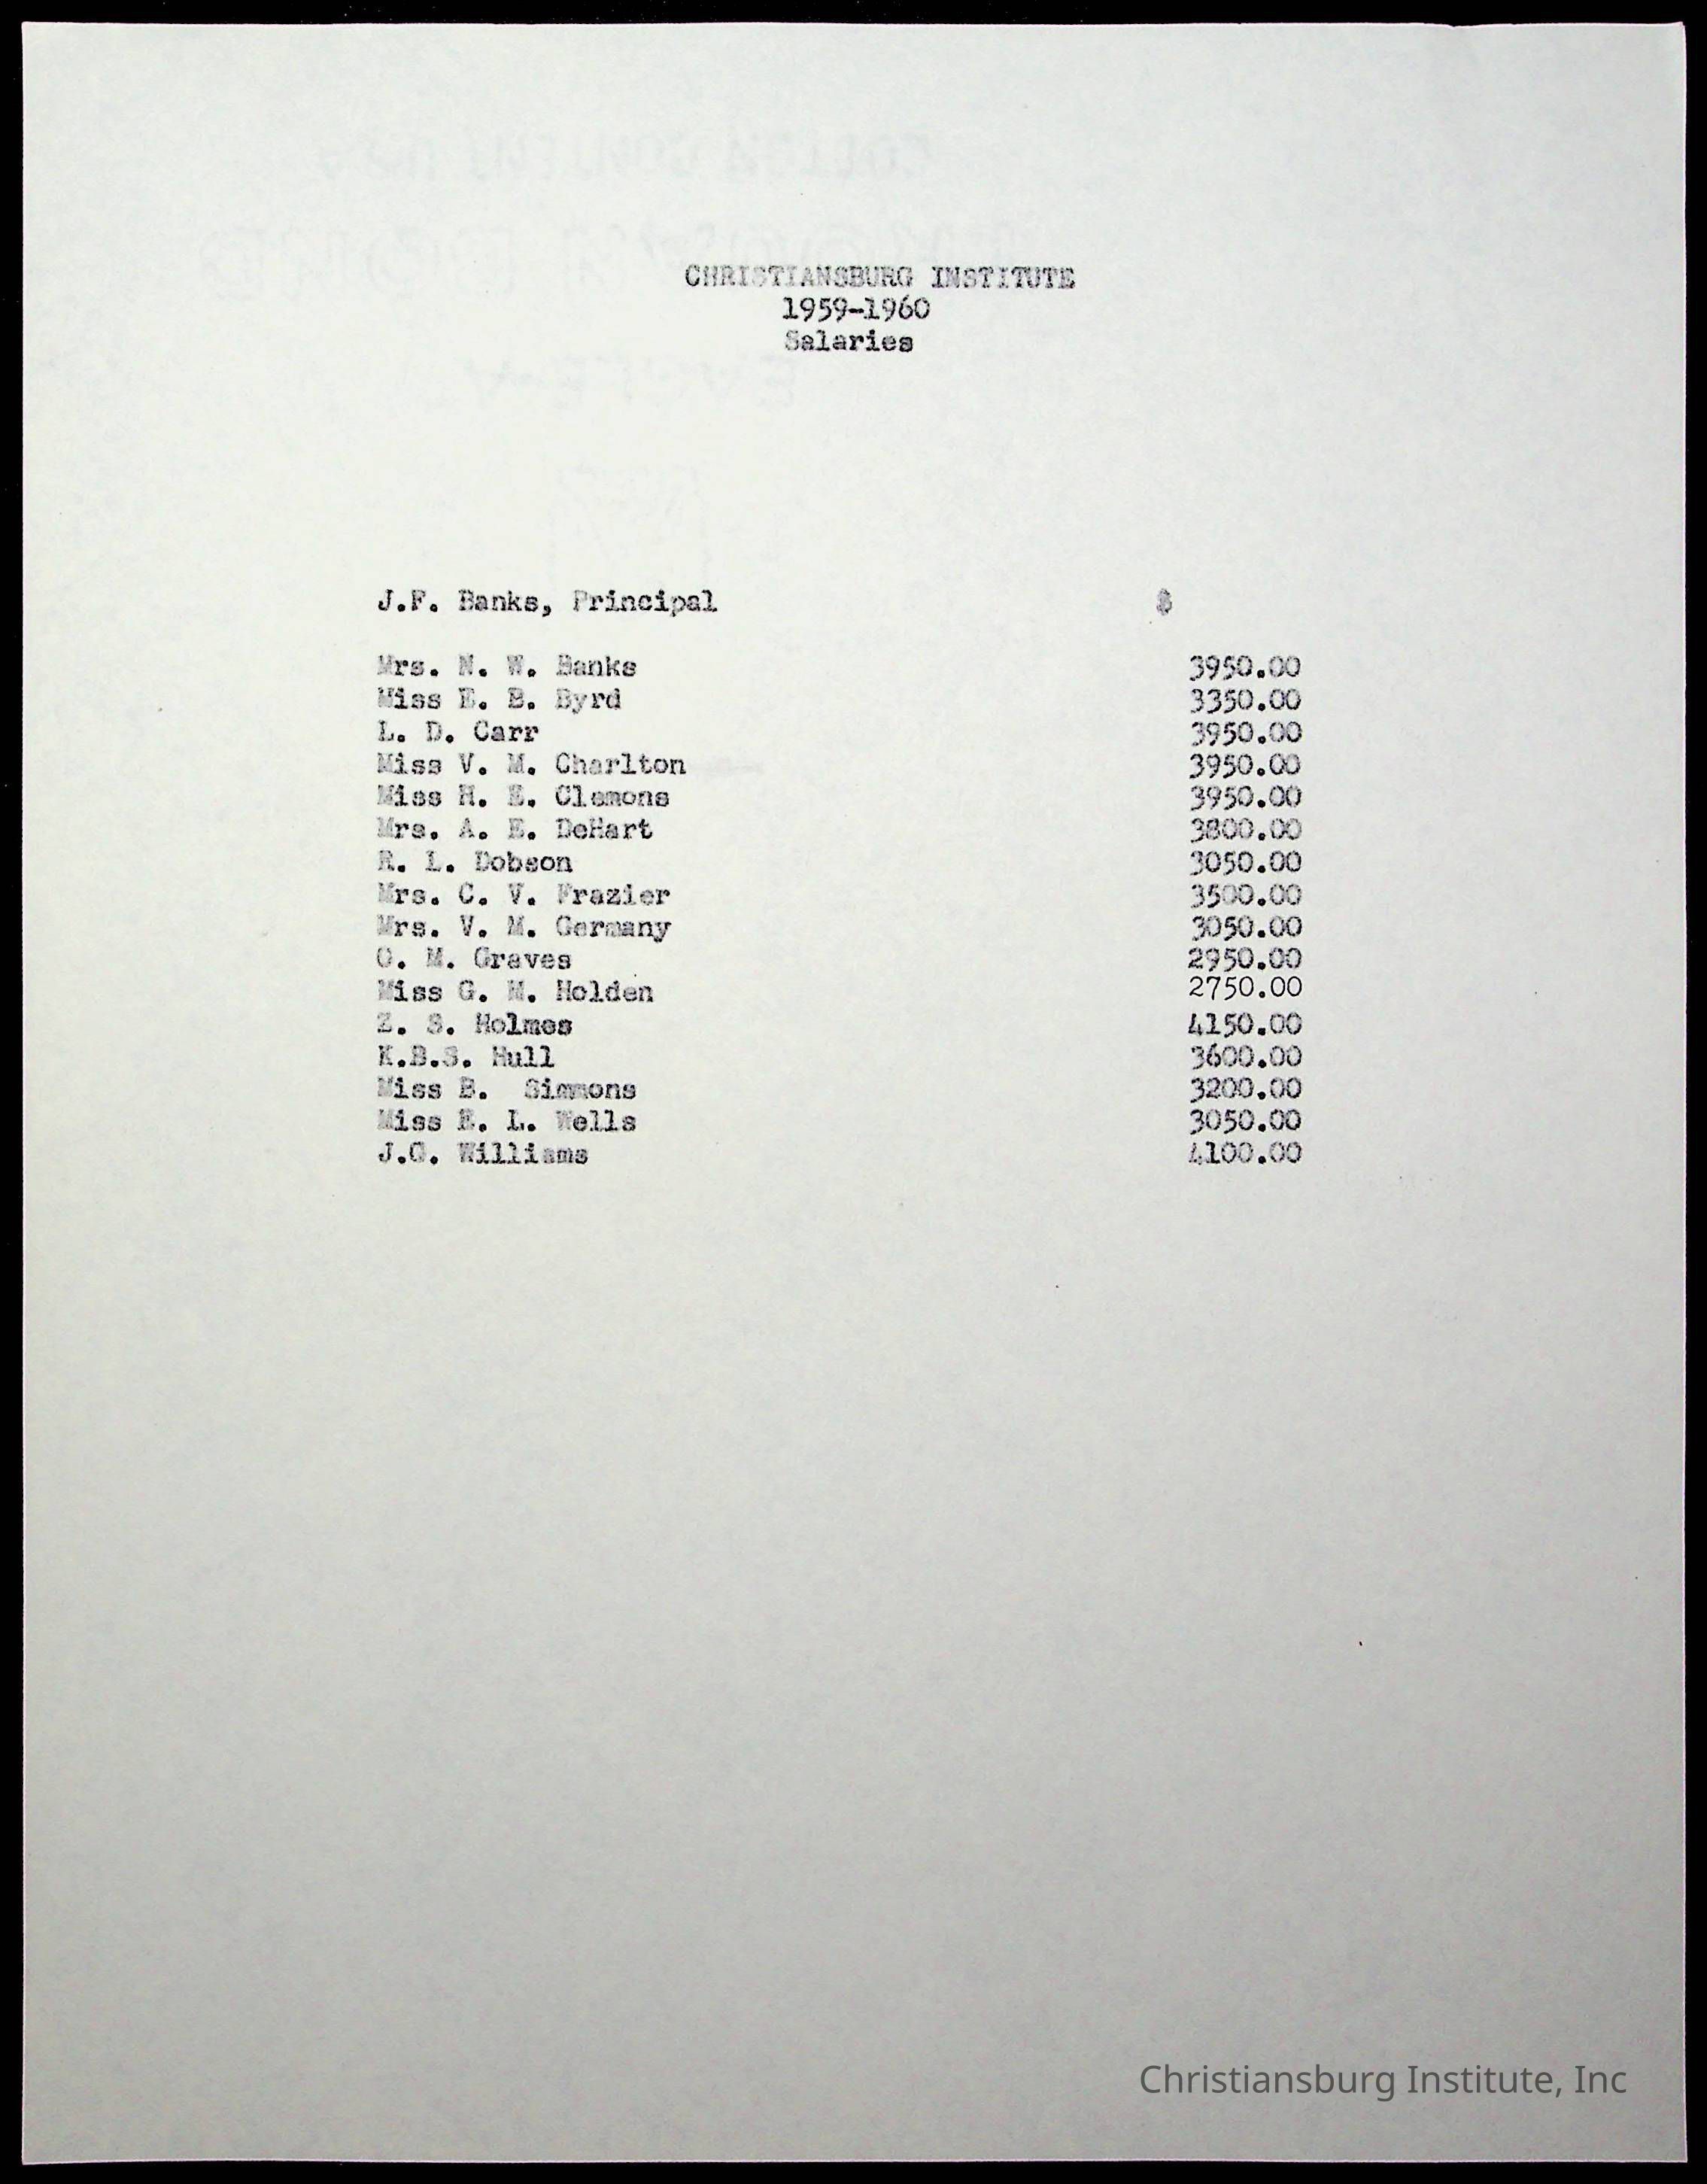 CHRISTIANSBURG INSTITUTE
1959-1960
Salaries
J.F. Banks, Principal $
Mrs. N. W. Banks 3950.00
Miss E. B. Byrd 3350.00
L. D. Carr 3950.00
Miss V. M. Charlton 3950.00
Miss H. E. Clemons 3950.00
Mrs. A. E. DeHart 3800.00
R. L. Dobson 3050.00
Mrs. C. V. Frazier 3500.00
Mrs. V. M. Germany 3050.00
O. M. Graves 2950.00
Miss G. M. Holden 2750.00
Z. S. Holmes 4150.00
K.B.S. Hull 3600.00
Miss B. Simmons 3200.00
Miss E. L. Wells 3050.00
J.G. Williams 4100.00
Christiansburg Institute, Inc